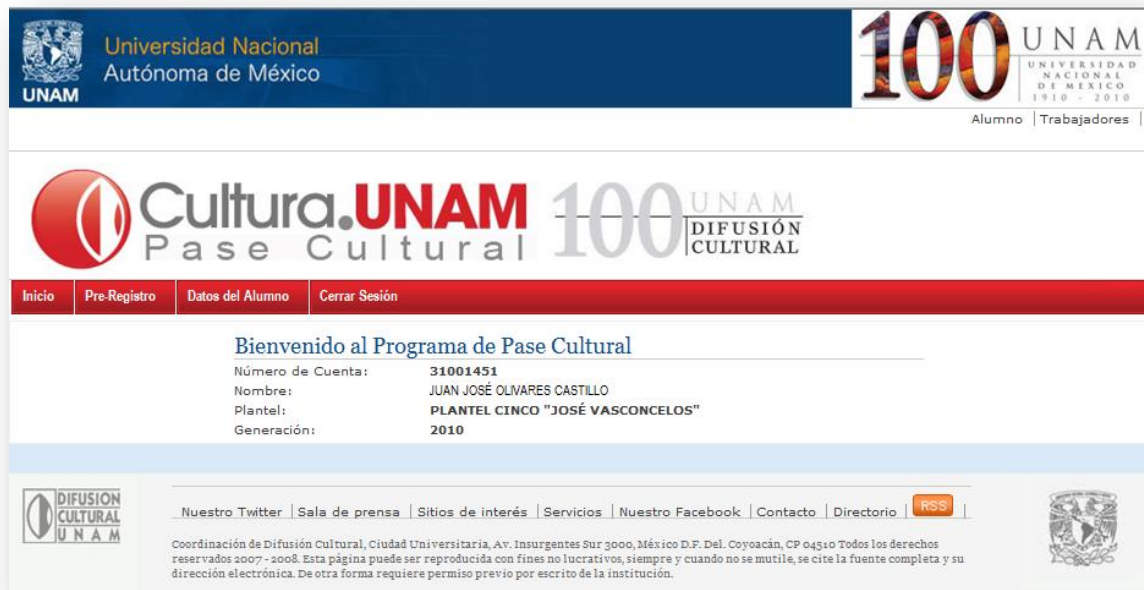 Universidad Nacional
Autónoma de México
UNAM
100 UNAM
UNIVERSIDAD
NACIONAL
DE MEXICO
1910 - 2010
Alumno | Trabajadores |
Cultura.UNAM
Pase Cultural
100 UNAM
DIFUSIÓN
CULTURAL
Inicio Pre-Registro Datos del Alumno Cerrar Sesión
Bienvenido al Programa de Pase Cultural
Número de Cuenta: 31001451
Nombre: JUAN JOSÉ OLIVARES CASTILLO
Plantel: PLANTEL CINCO "JOSÉ VASCONCELOS"
Generación: 2010
DIFUSION
CULTURAL
UNAM
Nuestro Twitter | Sala de prensa | Sitios de interés | Servicios | Nuestro Facebook | Contacto | Directorio | RSS |
Coordinación de Difusión Cultural, Ciudad Universitaria, Av. Insurgentes Sur 3000, México D.F. Del. Coyoacán, CP 04510 Todos los derechos
reservados 2007 - 2008. Esta página puede ser reproducida con fines no lucrativos, siempre y cuando no se mutile, se cite la fuente completa y su
dirección electrónica. De otra forma requiere permiso previo por escrito de la institución.